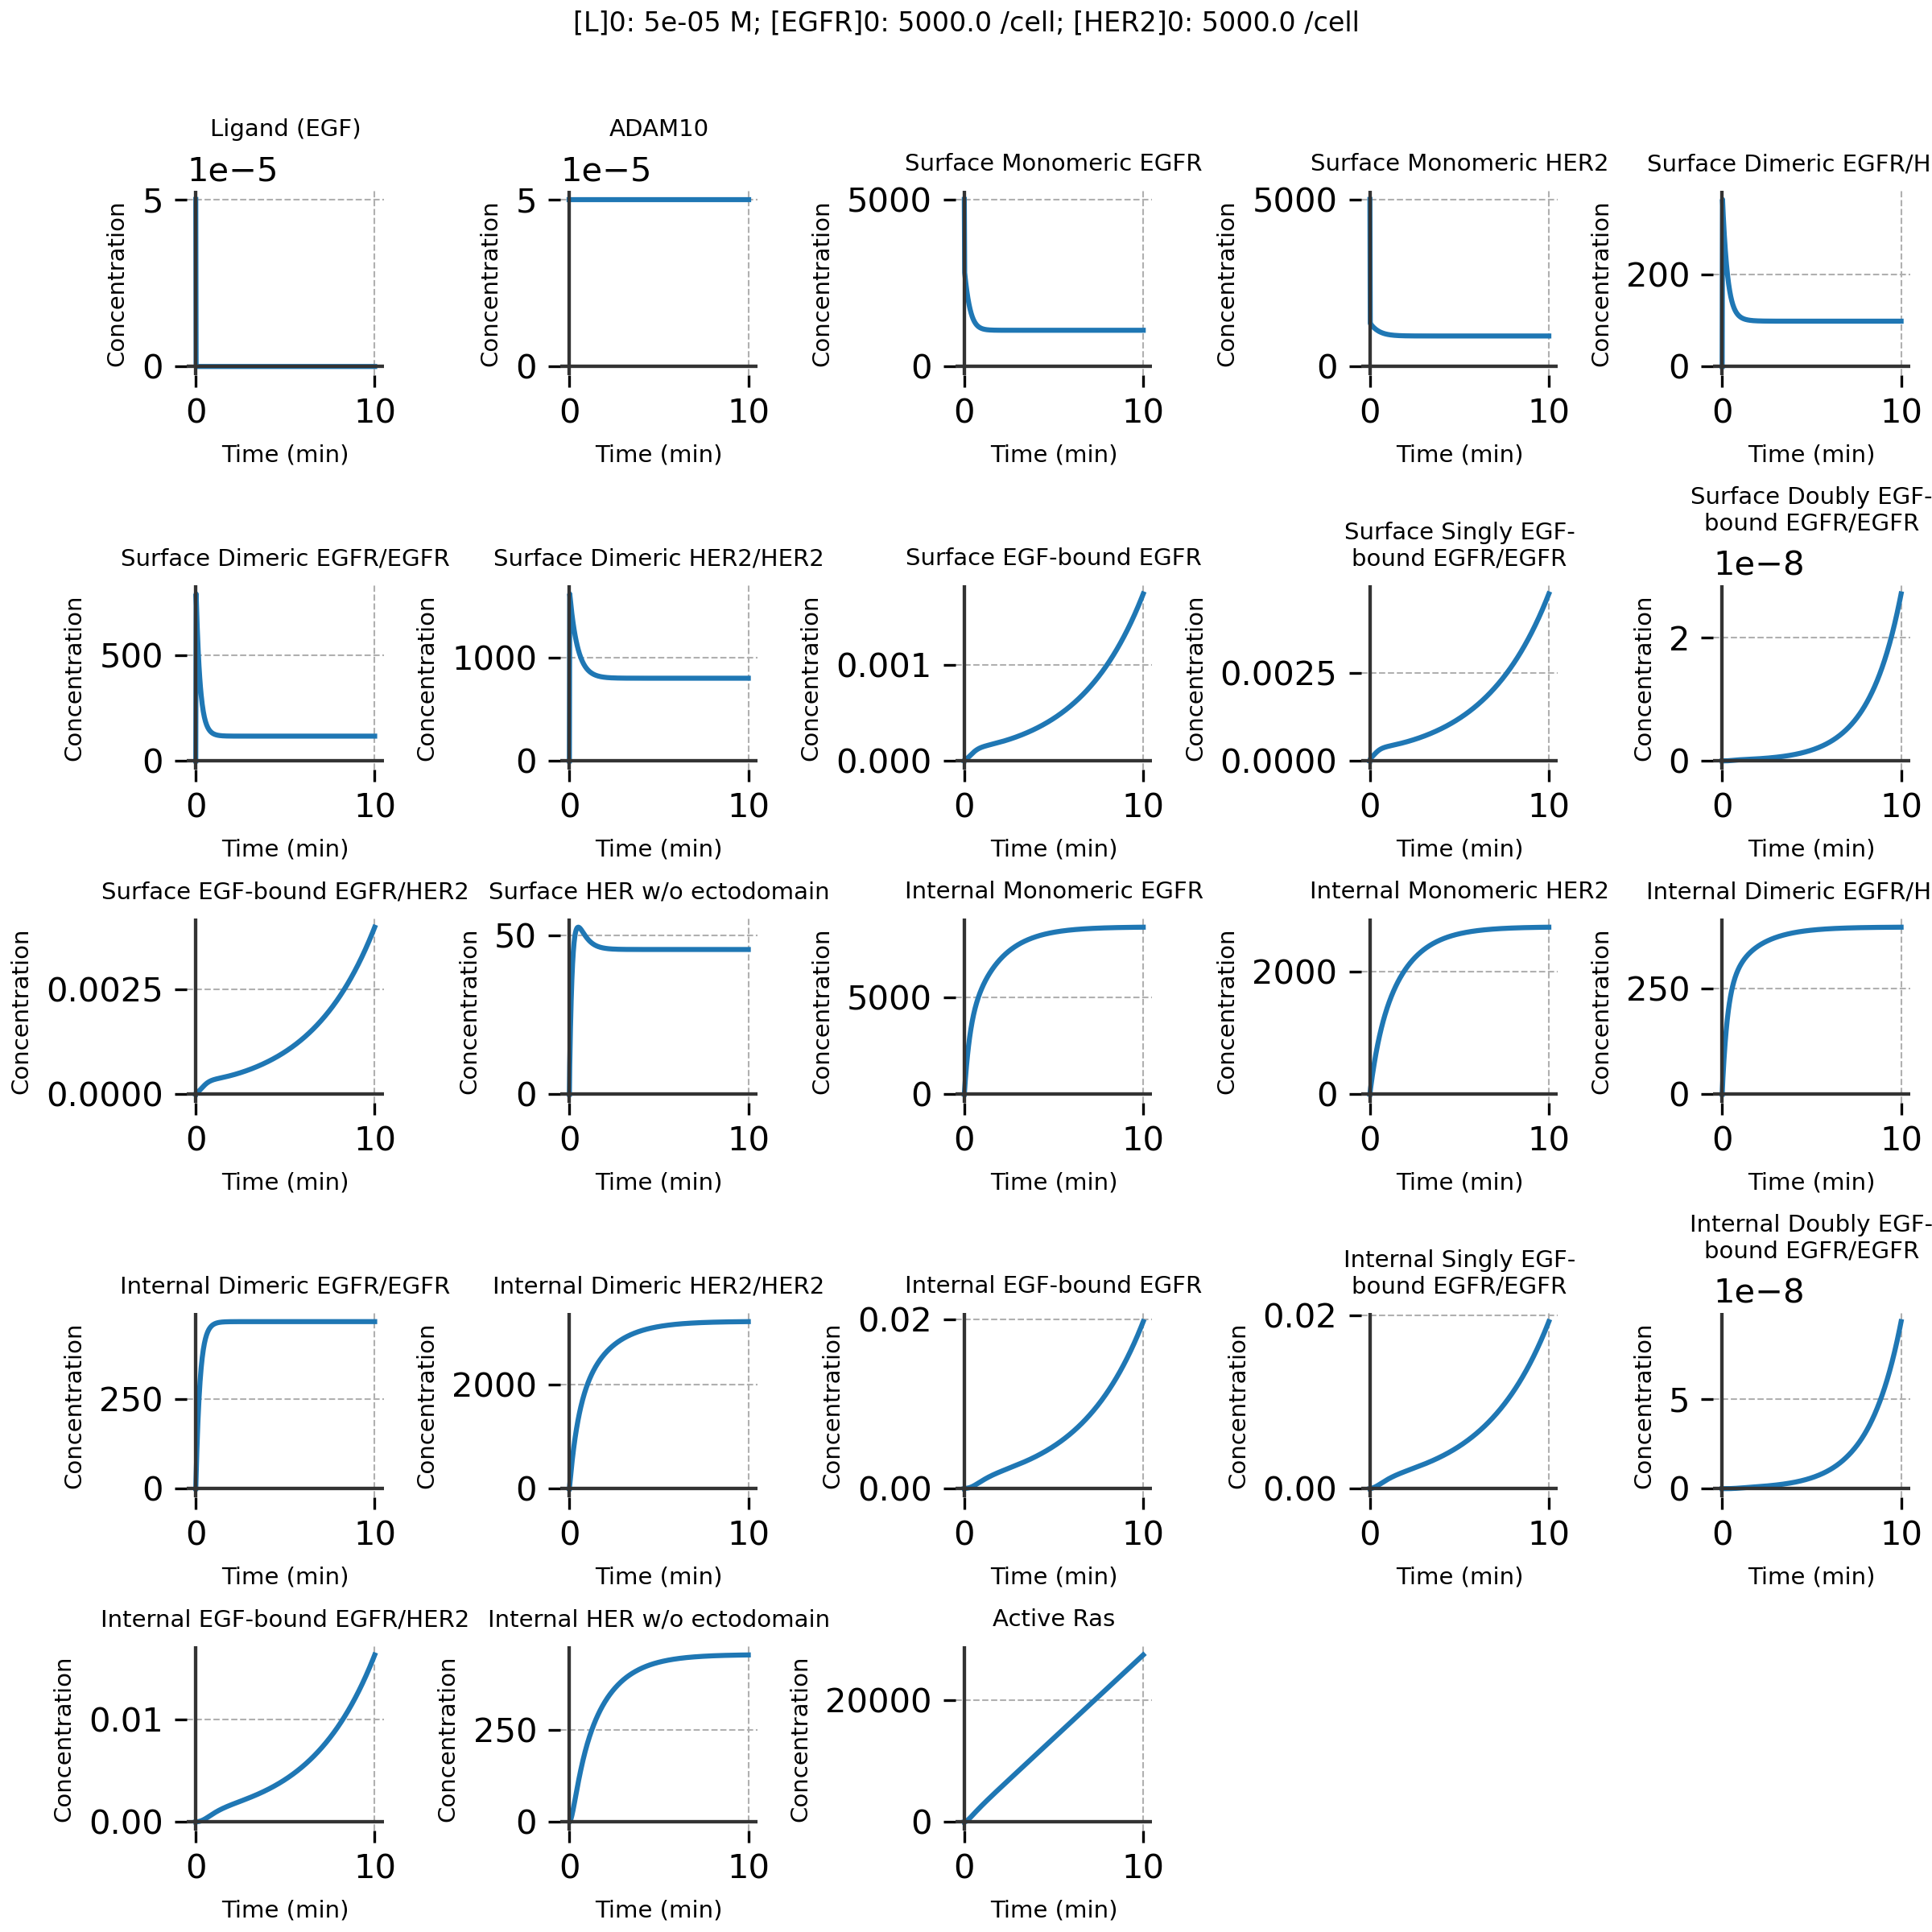 [L]0: 5e-05 M; [EGFR]0: 5000.0 /cell; [HER2]0: 5000.0 /cell
Ligand (EGF)
1e−5
5
0
Concentration
0
10
Time (min)
ADAM10
1e−5
5
0
Concentration
0
10
Time (min)
Surface Monomeric EGFR
5000
0
Concentration
0
10
Time (min)
Surface Monomeric HER2
5000
0
Concentration
0
10
Time (min)
Surface Dimeric EGFR/H
200
0
Concentration
0
10
Time (min)
Surface Dimeric EGFR/EGFR
500
0
Concentration
0
10
Time (min)
Surface Dimeric HER2/HER2
1000
0
Concentration
0
10
Time (min)
Surface EGF-bound EGFR
0.001
0.000
Concentration
0
10
Time (min)
Surface Singly EGF-
bound EGFR/EGFR
0.0025
0.0000
Concentration
0
10
Time (min)
Surface Doubly EGF-
bound EGFR/EGFR
1e−8
2
0
Concentration
0
10
Time (min)
Surface EGF-bound EGFR/HER2
0.0025
0.0000
Concentration
0
10
Time (min)
Surface HER w/o ectodomain
50
0
Concentration
0
10
Time (min)
Internal Monomeric EGFR
5000
0
Concentration
0
10
Time (min)
Internal Monomeric HER2
2000
0
Concentration
0
10
Time (min)
Internal Dimeric EGFR/H
250
0
Concentration
0
10
Time (min)
Internal Dimeric EGFR/EGFR
250
0
Concentration
0
10
Time (min)
Internal Dimeric HER2/HER2
2000
0
Concentration
0
10
Time (min)
Internal EGF-bound EGFR
0.02
0.00
Concentration
0
10
Time (min)
Internal Singly EGF-
bound EGFR/EGFR
0.02
0.00
Concentration
0
10
Time (min)
Internal Doubly EGF-
bound EGFR/EGFR
1e−8
5
0
Concentration
0
10
Time (min)
Internal EGF-bound EGFR/HER2
0.01
0.00
Concentration
0
10
Time (min)
Internal HER w/o ectodomain
250
0
Concentration
0
10
Time (min)
Active Ras
20000
0
Concentration
0
10
Time (min)